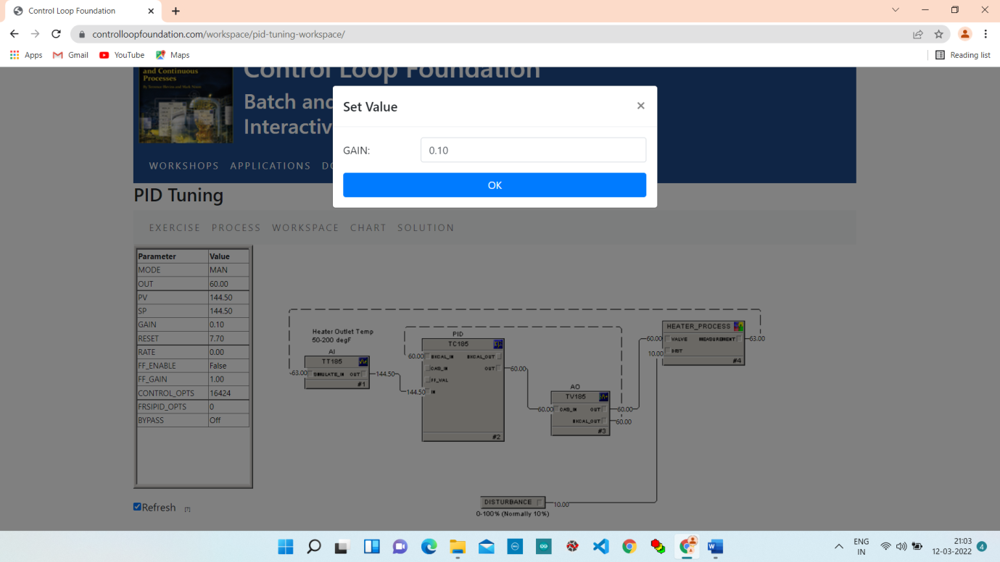 Control Loop Foundation
controlloopfoundation.com/workspace/pid-tuning-workspace/
Apps Gmail YouTube Maps Reading list
and Continuous
Processes
Control Loop Foundation
Batch and
Interactiv
WORKSHOPS APPLICATIONS DO
Set Value ×
GAIN: 0.10
OK
PID Tuning
EXERCISE PROCESS WORKSPACE CHART SOLUTION
Parameter Value
MODE MAN
OUT 60.00
PV 144.50
SP 144.50
GAIN 0.10
RESET 7.70
RATE 0.00
FF_ENABLE False
FF_GAIN 1.00
CONTROL_OPTS 16424
FRSIPID_OPTS 0
BYPASS Off
Refresh [?]
Heater Outlet Temp
50-200 degF
AI
TT185
63.00 SIMULATE_IN OUT 144.50
#1
PID
TC185
60.00 BKCAL_IN BKCAL_OUT
CAS_IN OUT 60.00
FF_VAL
144.50 IN
#2
AO
TV185
60.00 CAS_IN OUT 60.00
BKCAL_OUT 60.00
#3
HEATER_PROCESS
60.00 VALVE MEASUREMENT 63.00
10.00 DIST
#4
DISTURBANCE 10.00
0-100% (Normally 10%)
ENG
IN
21:03
12-03-2022
4